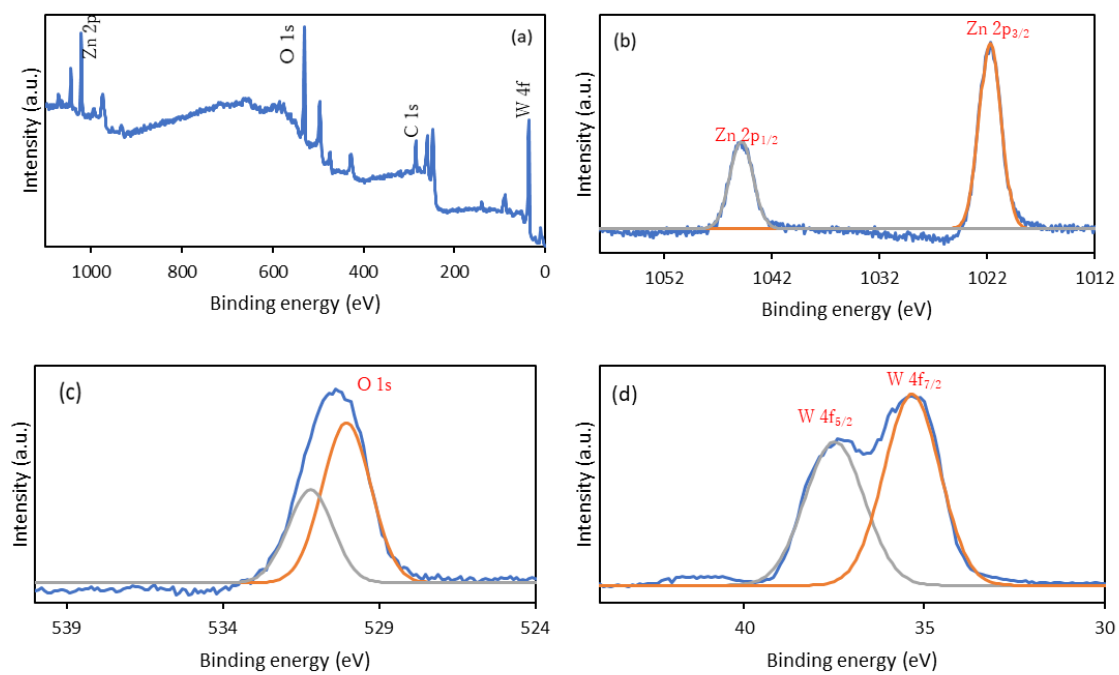 (a)
Zn 2p
O 1s
C 1s
W 4f
Intensity (a.u.)
1000 800 600 400 200 0
Binding energy (eV)
(b)
Zn 2p3/2
Zn 2p1/2
Intensity (a.u.)
1052 1042 1032 1022 1012
Binding energy (eV)
(c)
O 1s
Intensity (a.u.)
539 534 529 524
Binding energy (eV)
(d)
W 4f7/2
W 4f5/2
Intensity (a.u.)
40 35 30
Binding energy (eV)